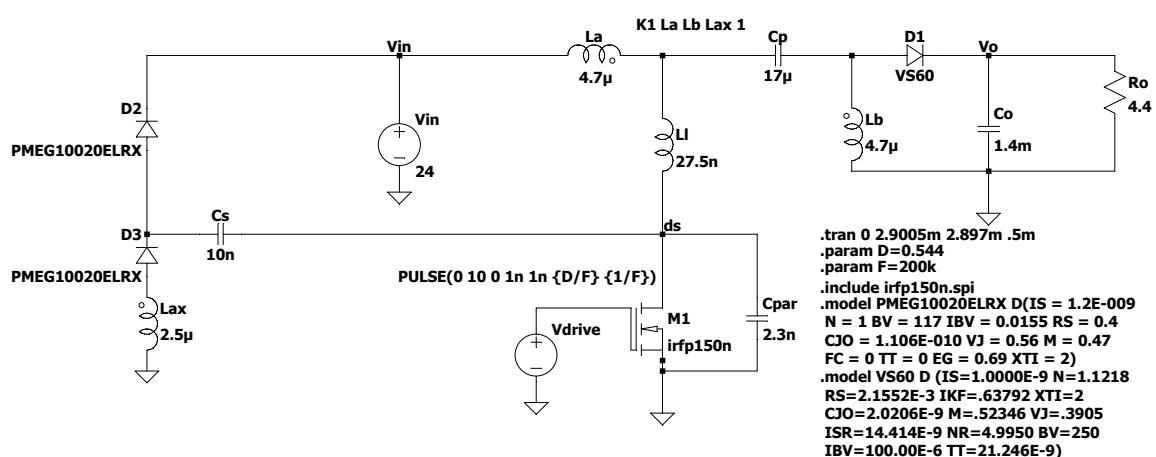 K1 La Lb Lax 1
Vin
La
4.7µ
Cp
17µ
D1
VS60
Vo
Ro
4.4
D2
PMEG10020ELRX
Vin
24
Ll
27.5n
Lb
4.7µ
Co
1.4m
Cs
10n
ds
D3
PMEG10020ELRX
Lax
2.5µ
PULSE(0 10 0 1n 1n {D/F} {1/F})
Vdrive
M1
irfp150n
Cpar
2.3n
.tran 0 2.9005m 2.897m .5m
.param D=0.544
.param F=200k
.include irfp150n.spi
.model PMEG10020ELRX D(IS = 1.2E-009
N = 1 BV = 117 IBV = 0.0155 RS = 0.4
CJO = 1.106E-010 VJ = 0.56 M = 0.47
FC = 0 TT = 0 EG = 0.69 XTI = 2)
.model VS60 D (IS=1.0000E-9 N=1.1218
RS=2.1552E-3 IKF=.63792 XTI=2
CJO=2.0206E-9 M=.52346 VJ=.3905
ISR=14.414E-9 NR=4.9950 BV=250
IBV=100.00E-6 TT=21.246E-9)